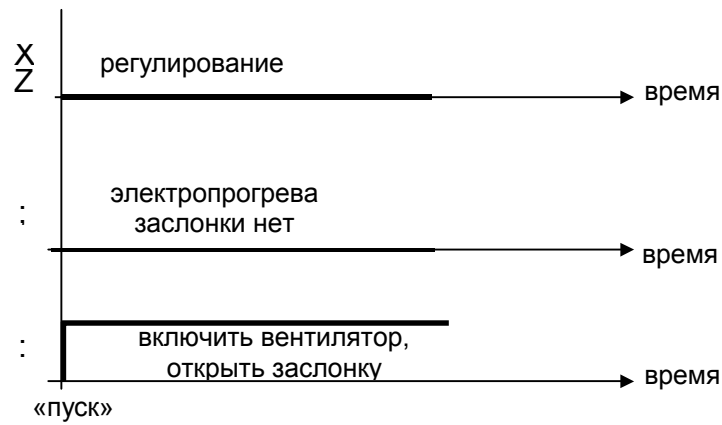 X
Z
регулирование
время
электропрогрева
заслонки нет
;
время
:
включить вентилятор,
открыть заслонку
время
«пуск»